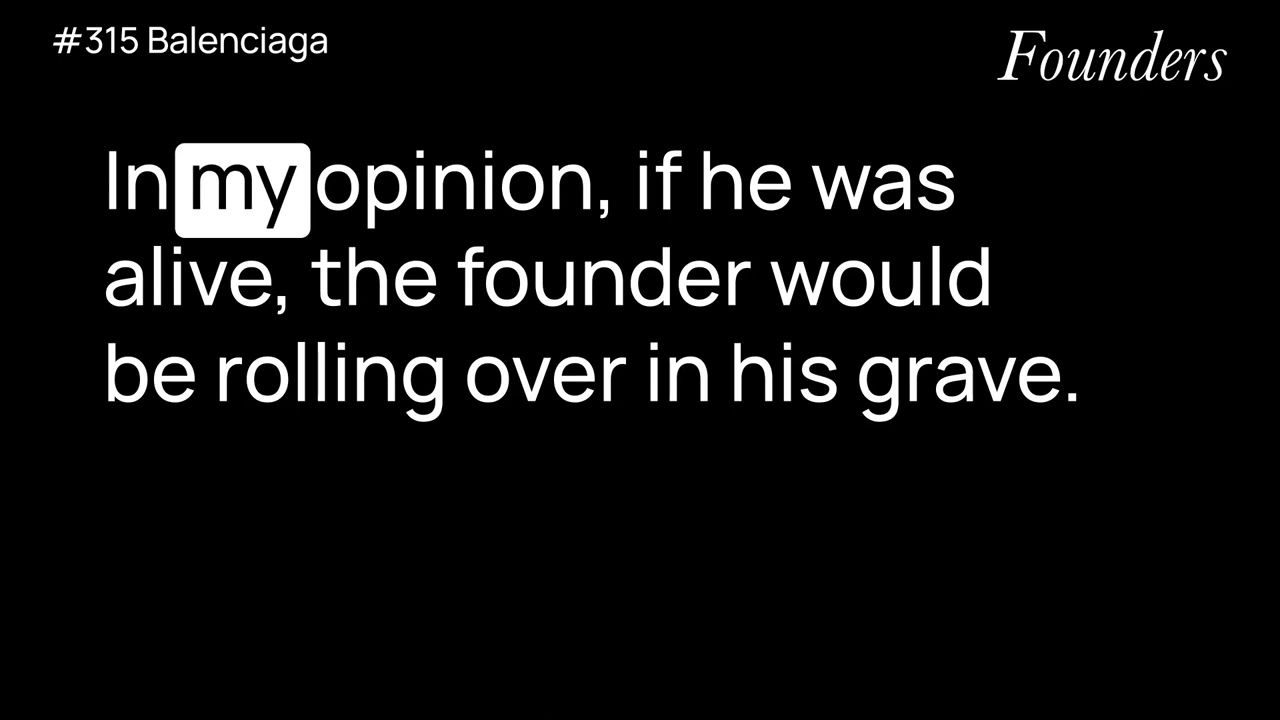 #315 Balenciaga
Founders
In my opinion, if he was
alive, the founder would
be rolling over in his grave.